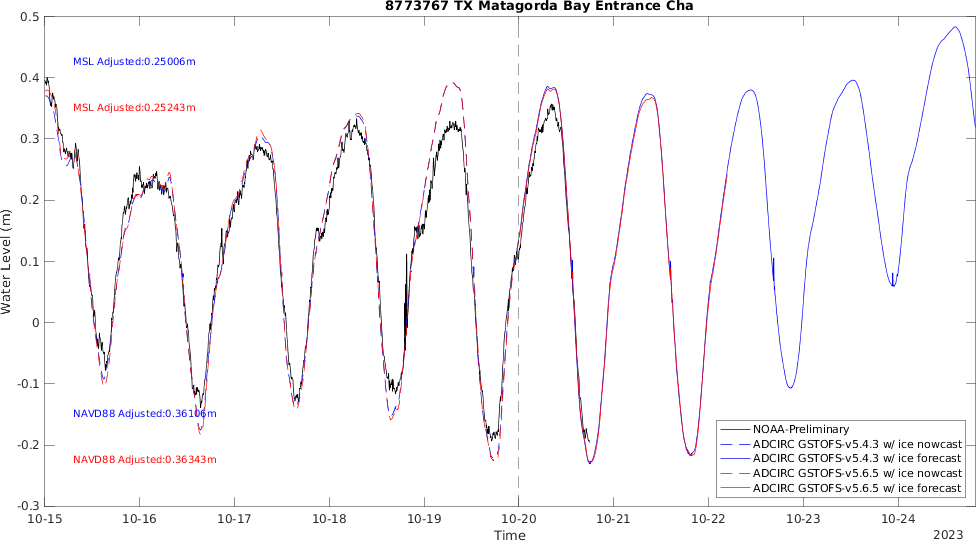 8773767 TX Matagorda Bay Entrance Cha
0.5
0.4
0.3
0.2
0.1
0
-0.1
-0.2
-0.3
Water Level (m)
MSL Adjusted:0.25006m
MSL Adjusted:0.25243m
NAVD88 Adjusted:0.36106m
NAVD88 Adjusted:0.36343m
NOAA-Preliminary
ADCIRC GSTOFS-v5.4.3 w/ ice nowcast
ADCIRC GSTOFS-v5.4.3 w/ ice forecast
ADCIRC GSTOFS-v5.6.5 w/ ice nowcast
ADCIRC GSTOFS-v5.6.5 w/ ice forecast
10-15 10-16 10-17 10-18 10-19 10-20 10-21 10-22 10-23 10-24
Time
2023